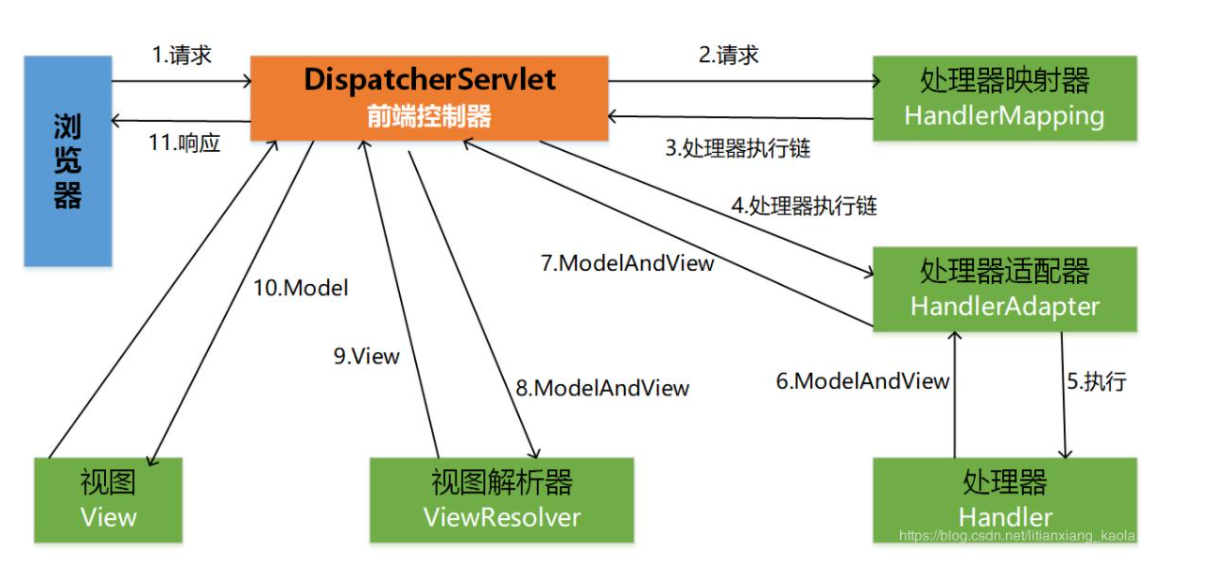 1.请求
2.请求
DispatcherServlet
前端控制器
处理器映射器
HandlerMapping
浏
览
器
11.响应
3.处理器执行链
4.处理器执行链
7.ModelAndView
处理器适配器
HandlerAdapter
10.Model
9.View
8.ModelAndView
6.ModelAndView
5.执行
视图
View
视图解析器
ViewResolver
处理器
Handler
https://blog.csdn.net/litianxiang_kaola